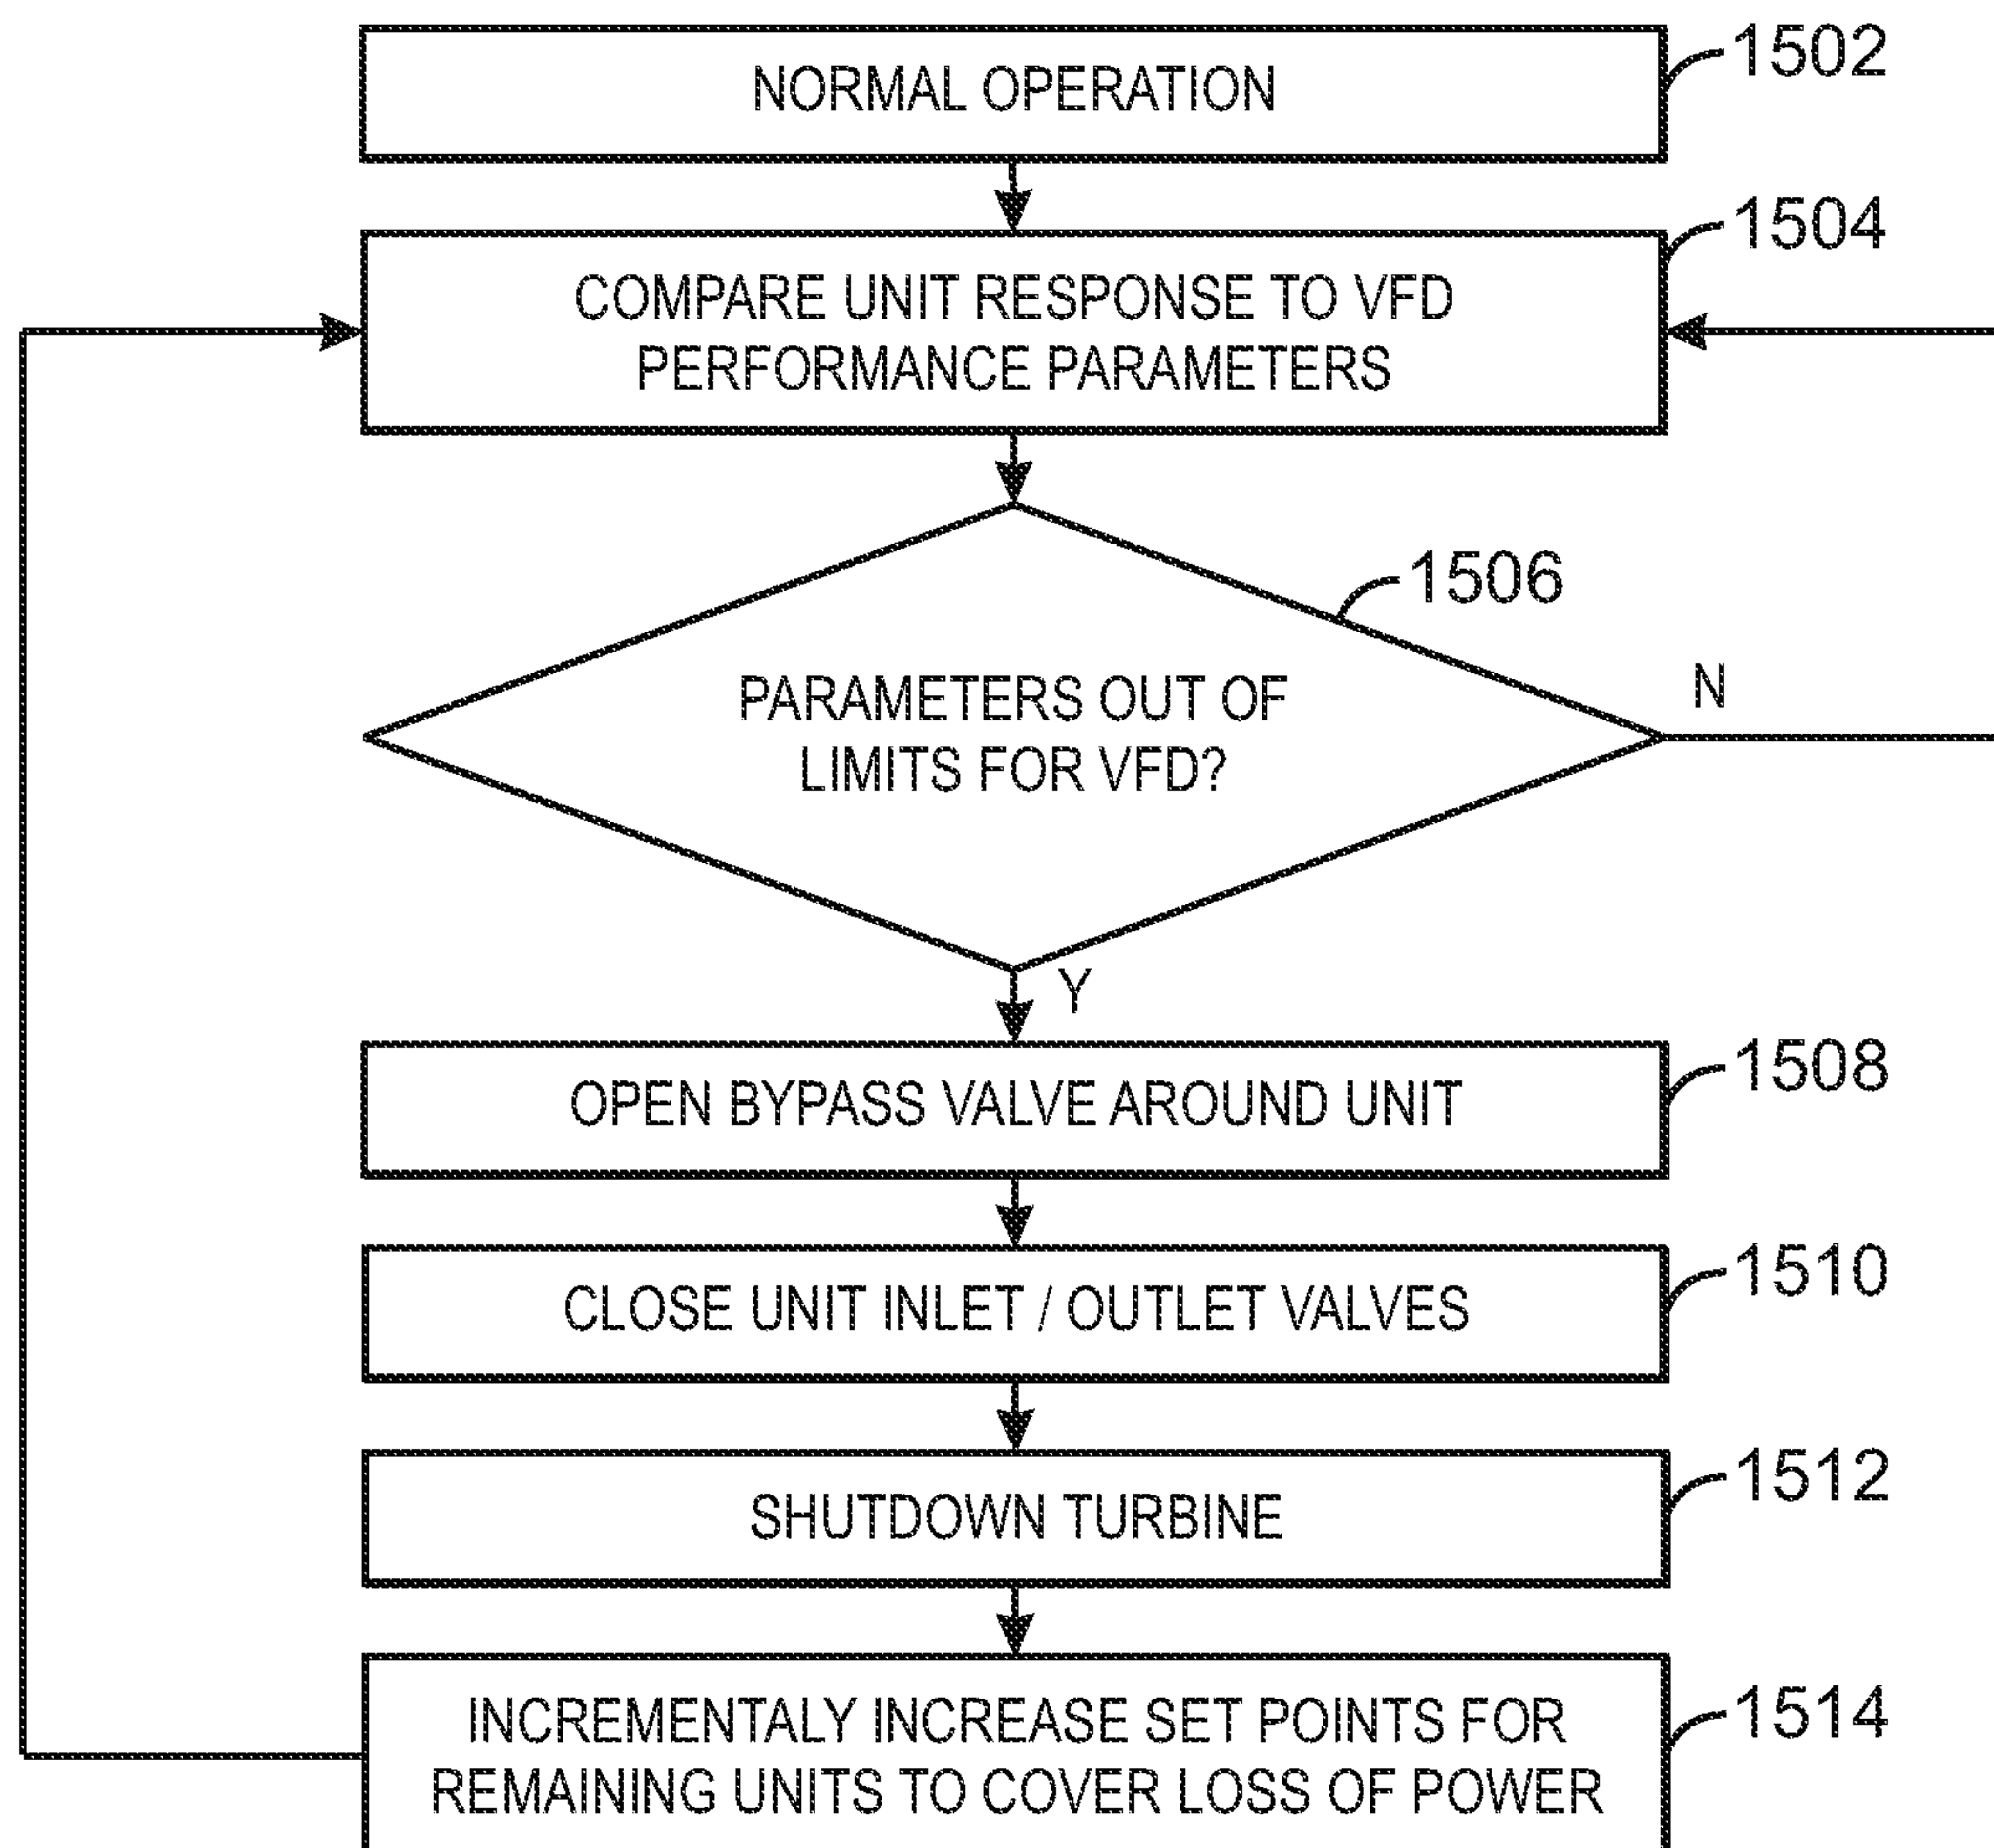 NORMAL OPERATION
1502
1504
COMPARE UNIT RESPONSE TO VFD
PERFORMANCE PARAMETERS
1506
PARAMETERS OUT OF
LIMITS FOR VFD?
N
Y
OPEN BYPASS VALVE AROUND UNIT
1508
CLOSE UNIT INLET / OUTLET VALVES
1510
SHUTDOWN TURBINE
1512
INCREMENTALY INCREASE SET POINTS FOR
REMAINING UNITS TO COVER LOSS OF POWER
1514